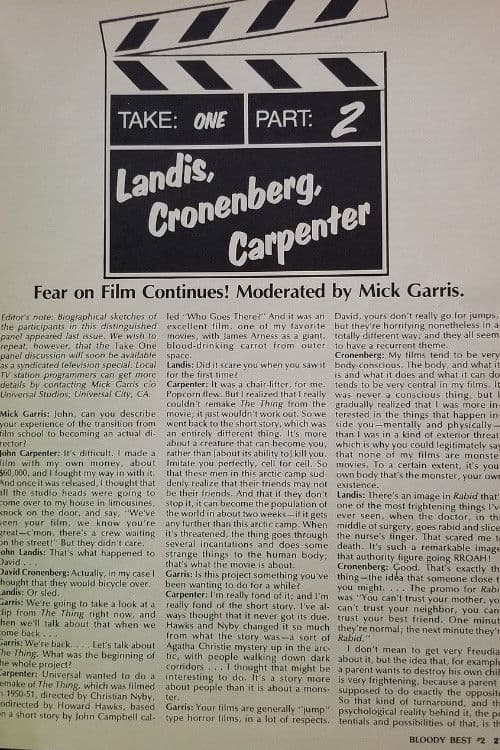 TAKE: ONE
PART: 2
Landis,
Cronenberg,
Carpenter
Fear on Film Continues! Moderated by Mick Garris.
Editor's note: Biographical sketches of
the participants in this distinguished
panel appeared last issue. We wish to
repeat, however, that the Take One
panel discussion will soon be available
as a syndicated television special. Local
TV station programmers can get more
details by contacting Mick Garris c/o
Universal Studios, Universal City, CA.
Mick Garris: John, can you describe
your experience of the transition from
film school to becoming an actual di-
rector?
John Carpenter: It's difficult. I made a
film with my own money, about
$60,000, and I fought my way with it.
And once it was released, I thought that
all the studio heads were going to
come over to my house in limousines,
knock on the door, and say, "We've
seen your film, we know you're
great—c'mon, there's a crew waiting
on the street!" But they didn't care.
John Landis: That's what happened to
David . . .
David Cronenberg: Actually, in my case I
thought that they would bicycle over.
Landis: Or sled.
Garris: We're going to take a look at a
clip from The Thing right now, and
then we'll talk about that when we
come back . . .
Garris: We're back. . . . Let's talk about
The Thing. What was the beginning of
the whole project?
Carpenter: Universal wanted to do a
remake of The Thing, which was filmed
in 1950-51, directed by Christian Nyby,
codirected by Howard Hawks, based
on a short story by John Campbell cal-
led "Who Goes There?" And it was an
excellent film, one of my favorite
movies, with James Arness as a giant,
blood-drinking carrot from outer
space.
Landis: Did it care you when you saw it
for the first time?
Carpenter: It was a chair-lifter, for me.
Popcorn flew. But I realized that I really
couldn't remake The Thing from the
movie; it just wouldn't work out. So we
went back to the short story, which was
an entirely different thing. It's more
about a creature that can become you,
rather than [about its ability to] kill you.
Imitate you perfectly, cell for cell. So
that these men in this arctic camp sud-
denly realize that their friends may not
be their friends. And that if they don't
stop it, it can become the population of
the world in about two weeks—if it gets
any further than this arctic camp. When
it's threatened, the thing goes through
several incantations and does some
strange things to the human body;
that's what the movie is about.
Garris: Is this project something you've
been wanting to do for a while?
Carpenter: I'm really fond of it; and I'm
really fond of the short story. I've al-
ways thought that it never got its due.
Hawks and Nyby changed it so much
from what the story was—a sort of
Agatha Christie mystery up in the arc-
tic, with people walking down dark
corridors . . . I thought that might be
interesting to do. It's a story more
about people than it is about a mons-
ter.
Garris: Your films are generally "jump"
type horror films, in a lot of respects.
David, yours don't really go for jumps,
but they're horrifying nonetheless in a
totally different way; and they all seem
to have a recurrent theme.
Cronenberg: My films tend to be very
body-conscious. The body, and what it
is and what it does and what it can do
tends to be very central in my films. It
was never a conscious thing, but I
gradually realized that I was more in-
terested in the things that happen in-
side you—mentally and physically—
than I was in a kind of exterior threat
which is why you could legitimately say
that none of my films are monster
movies. To a certain extent, it's your
own body that's the monster, your own
existence.
Landis: There's an image in Rabid that's
one of the most frightening things I've
ever seen, when the doctor, in the
middle of surgery, goes rabid and slices
the nurse's finger. That scared me to
death. It's such a remarkable image
that authority figure going RROAH!
Cronenberg: Good. That's exactly the
thing—the idea that someone close to
you might. . . . The promo for Rabid
was "You can't trust your mother, you
can't trust your neighbor, you can't
trust your best friend. One minute
they're normal; the next minute they're
Rabid."
I don't mean to get very Freudian
about it, but the idea that, for example,
a parent wants to destroy his own child
is very frightening, because a parent is
supposed to do exactly the opposite.
So that kind of turnaround, and the
psychological reality behind it, the po-
tentials and possibilities of that, is th
BLOODY BEST #2